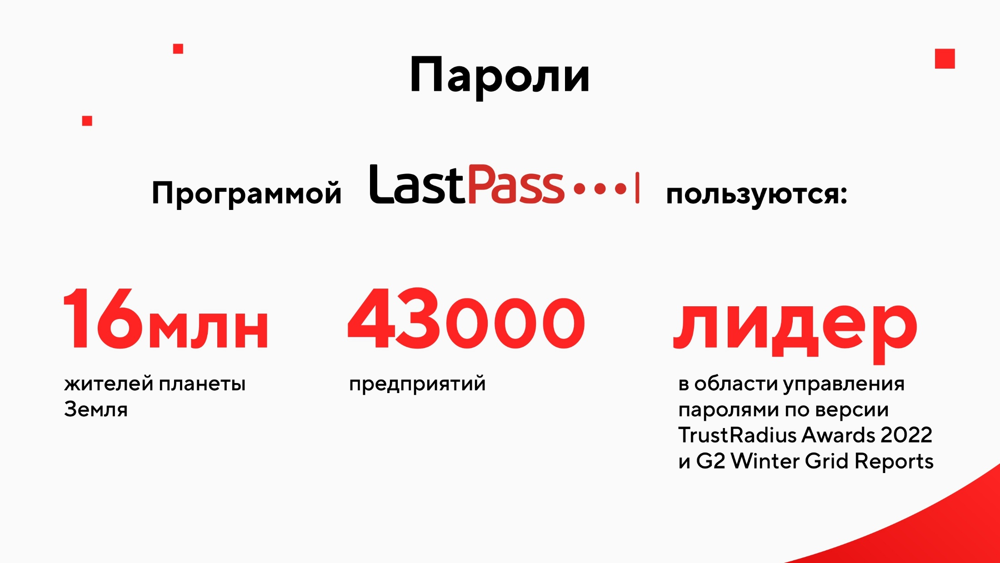 Пароли
Программой LastPass...| пользуются:
16млн
жителей планеты
Земля
43000
предприятий
лидер
в области управления
паролями по версии
TrustRadius Awards 2022
и G2 Winter Grid Reports